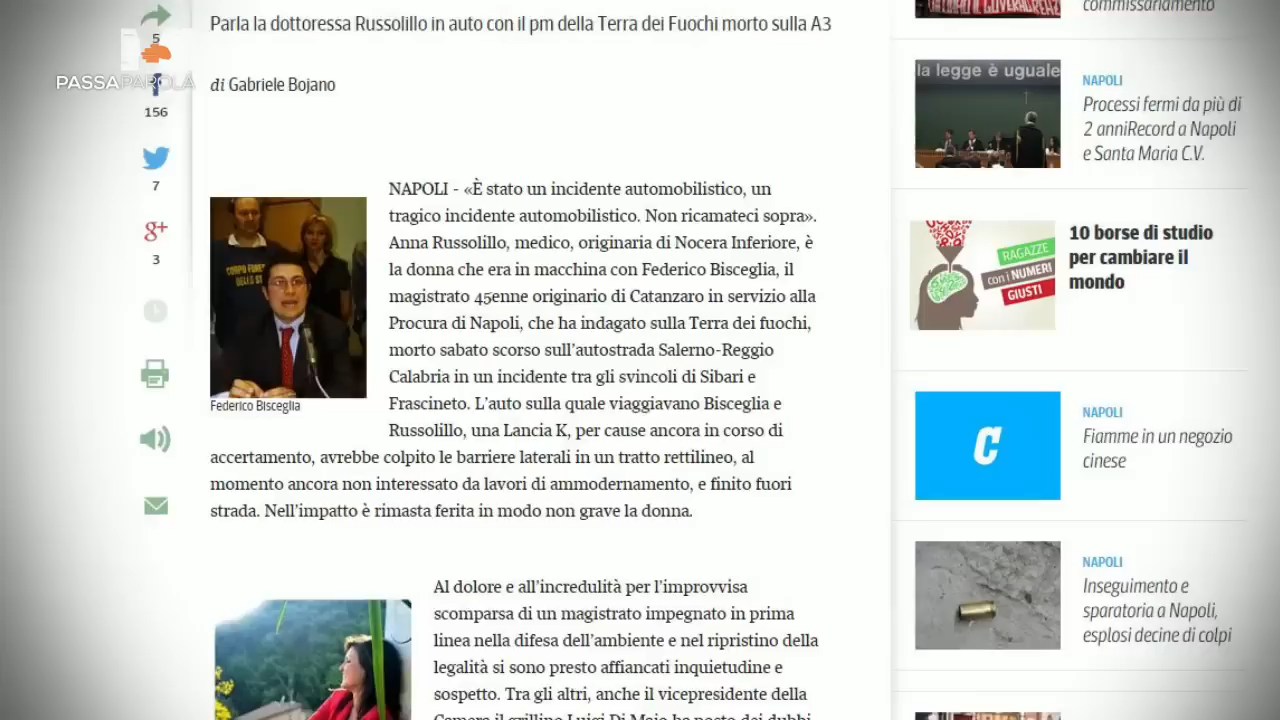 Parla la dottoressa Russolillo in auto con il pm della Terra dei Fuochi morto sulla A3
di Gabriele Bojano
PASSAPAROLA
5
156
7
g+
3
CORPO
NAPOLI - «È stato un incidente automobilistico, un
tragico incidente automobilistico. Non ricamateci sopra».
Anna Russolillo, medico, originaria di Nocera Inferiore, è
la donna che era in macchina con Federico Bisceglia, il
magistrato 45enne originario di Catanzaro in servizio alla
Procura di Napoli, che ha indagato sulla Terra dei fuochi,
morto sabato scorso sull'autostrada Salerno-Reggio
Calabria in un incidente tra gli svincoli di Sibari e
Frascineto. L'auto sulla quale viaggiavano Bisceglia e
Russolillo, una Lancia K, per cause ancora in corso di
accertamento, avrebbe colpito le barriere laterali in un tratto rettilineo, al
momento ancora non interessato da lavori di ammodernamento, e finito fuori
strada. Nell'impatto è rimasta ferita in modo non grave la donna.
Federico Bisceglia
Al dolore e all'incredulità per l'improvvisa
scomparsa di un magistrato impegnato in prima
linea nella difesa dell'ambiente e nel ripristino della
legalità si sono presto affiancati inquietudine e
sospetto. Tra gli altri, anche il vicepresidente della
Camera il grillino Luigi Di Maio ha posto dei dubbi
commissariamento
la legge è uguale
NAPOLI
Processi fermi da più di
2 anniRecord a Napoli
e Santa Maria C.V.
RAGAZZE
con i NUMERI
GIUSTI
10 borse di studio
per cambiare il
mondo
C
NAPOLI
Fiamme in un negozio
cinese
NAPOLI
Inseguimento e
sparatoria a Napoli,
esplosi decine di colpi